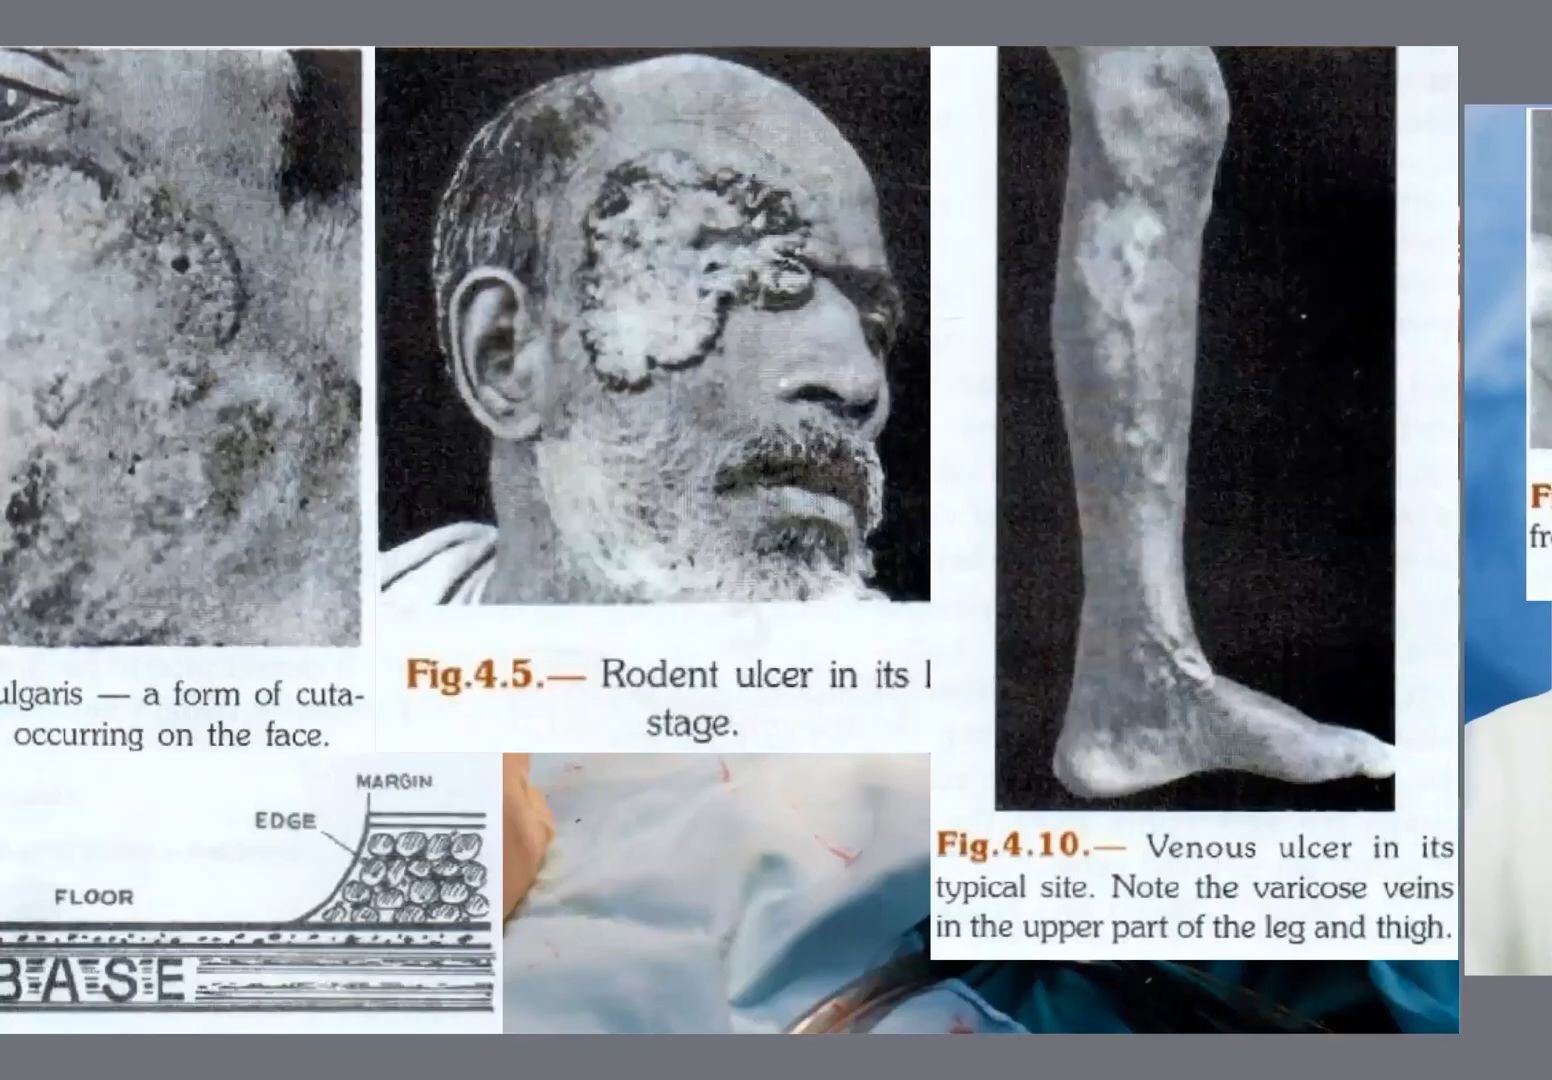 ulgaris — a form of cuta-
occurring on the face.
Fig.4.5.— Rodent ulcer in its
stage.
MARGIN
EDGE
FLOOR
BASE
Fig.4.10.— Venous ulcer in its
typical site. Note the varicose veins
in the upper part of the leg and thigh.